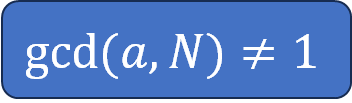 gcd(a, N) ≠ 1